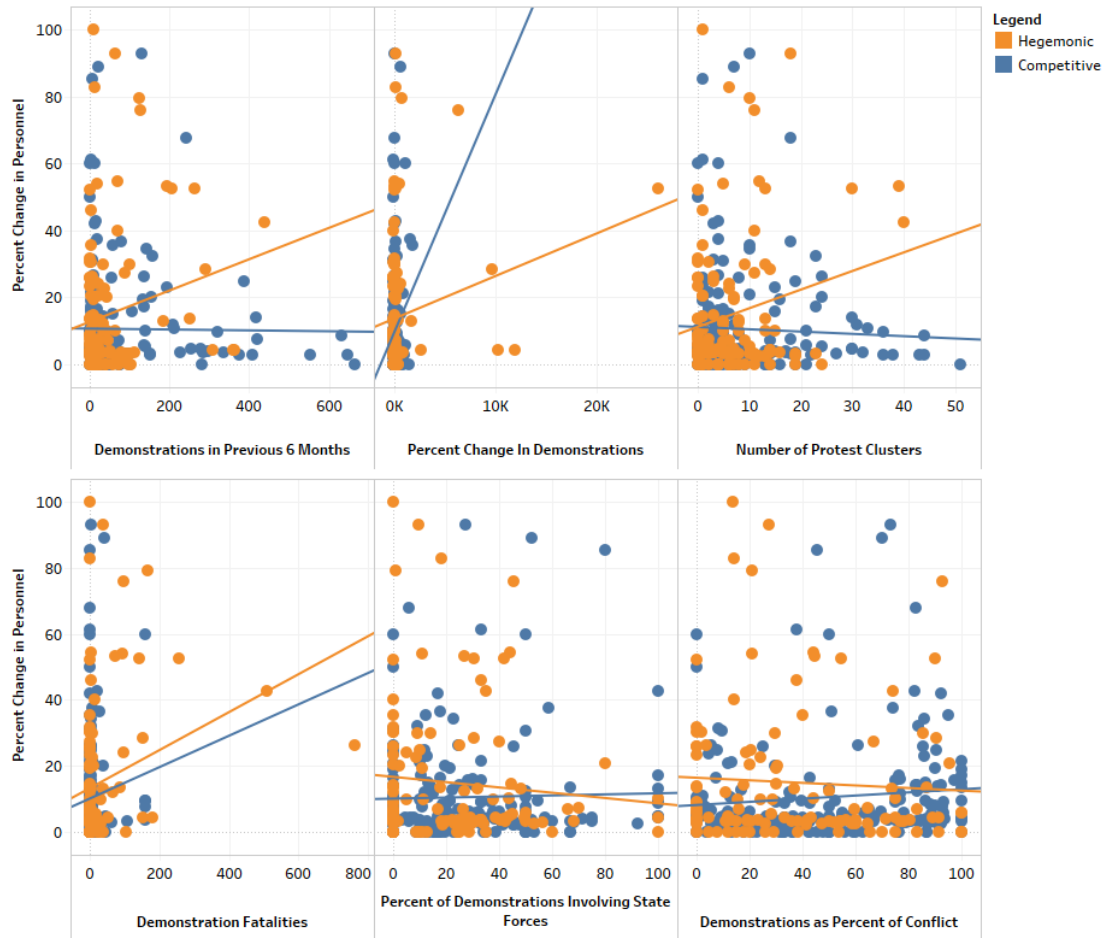 Legend
Hegemonic
Competitive
Percent Change in Personnel
100
80
60
40
20
0
0 200 400 600
0K 10K 20K
0 10 20 30 40 50
Demonstrations in Previous 6 Months
Percent Change In Demonstrations
Number of Protest Clusters
Percent Change in Personnel
100
80
60
40
20
0
0 200 400 600 800
0 20 40 60 80 100
0 20 40 60 80 100
Demonstration Fatalities
Percent of Demonstrations Involving State
Forces
Demonstrations as Percent of Conflict